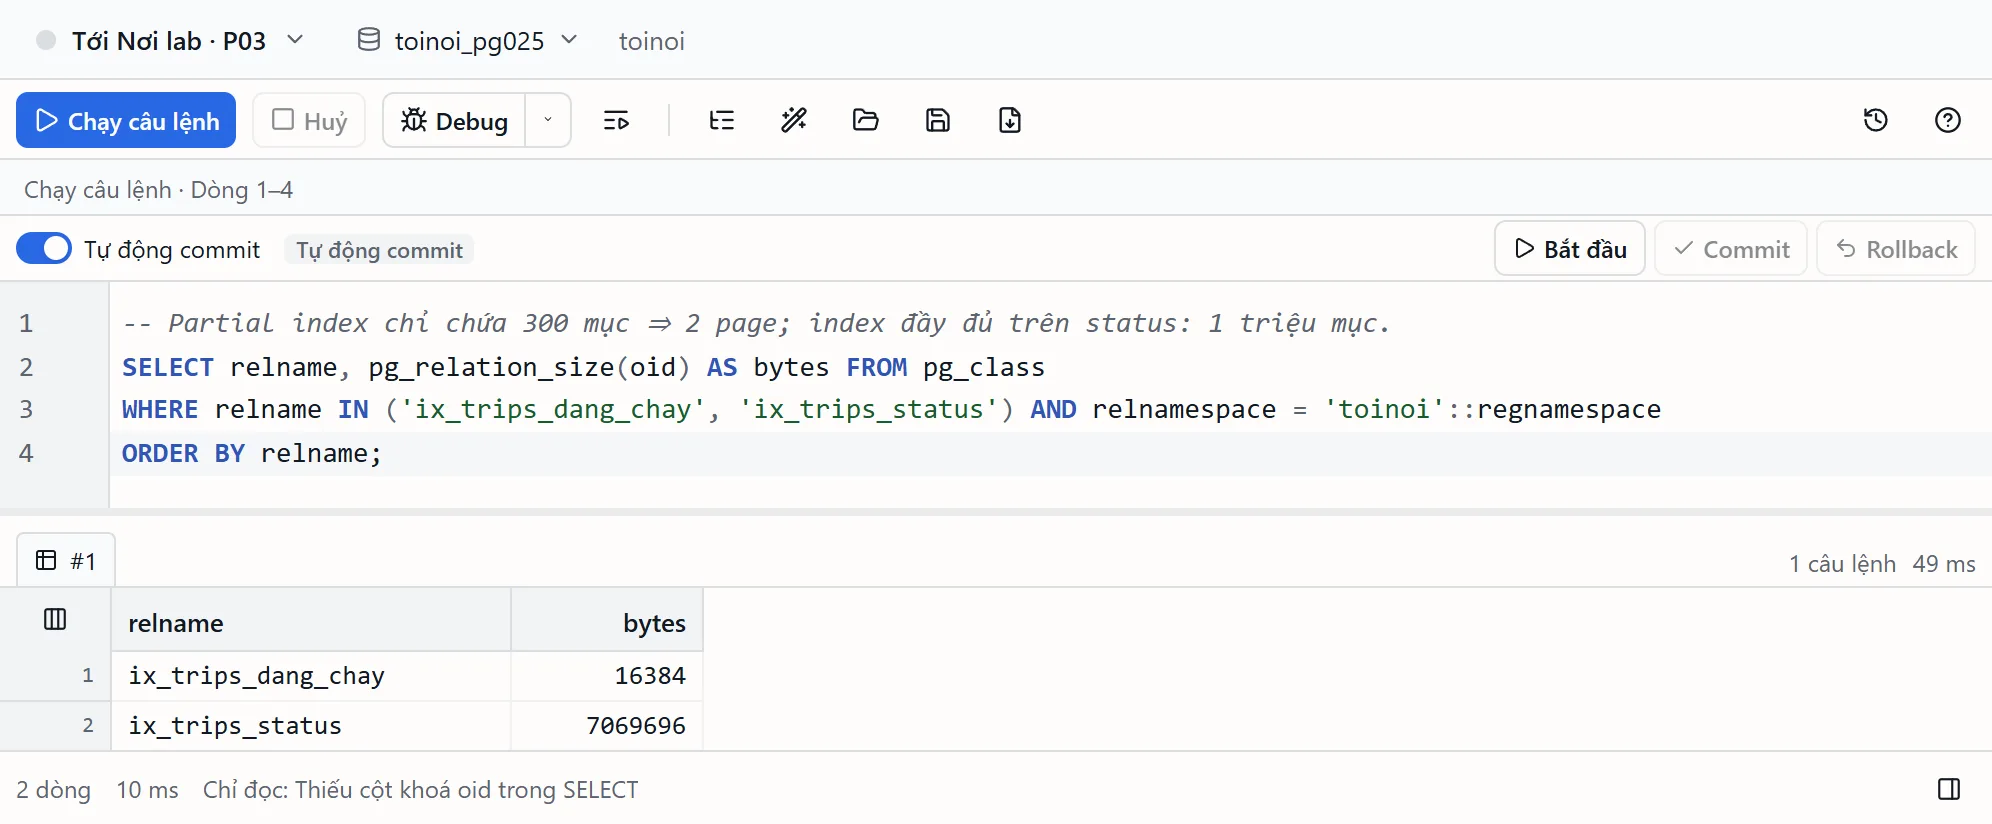 Tới Nơi lab · P03 toinoi_pg025 toinoi
Chạy câu lệnh Huỷ Debug
Chạy câu lệnh · Dòng 1–4
Tự động commit Tự động commit Bắt đầu Commit Rollback
1 -- Partial index chỉ chứa 300 mục ⇒ 2 page; index đầy đủ trên status: 1 triệu mục.
2 SELECT relname, pg_relation_size(oid) AS bytes FROM pg_class
3 WHERE relname IN ('ix_trips_dang_chay', 'ix_trips_status') AND relnamespace = 'toinoi'::regnamespace
4 ORDER BY relname;
#1 1 câu lệnh 49 ms
relname bytes
1 ix_trips_dang_chay 16384
2 ix_trips_status 7069696
2 dòng 10 ms Chỉ đọc: Thiếu cột khoá oid trong SELECT